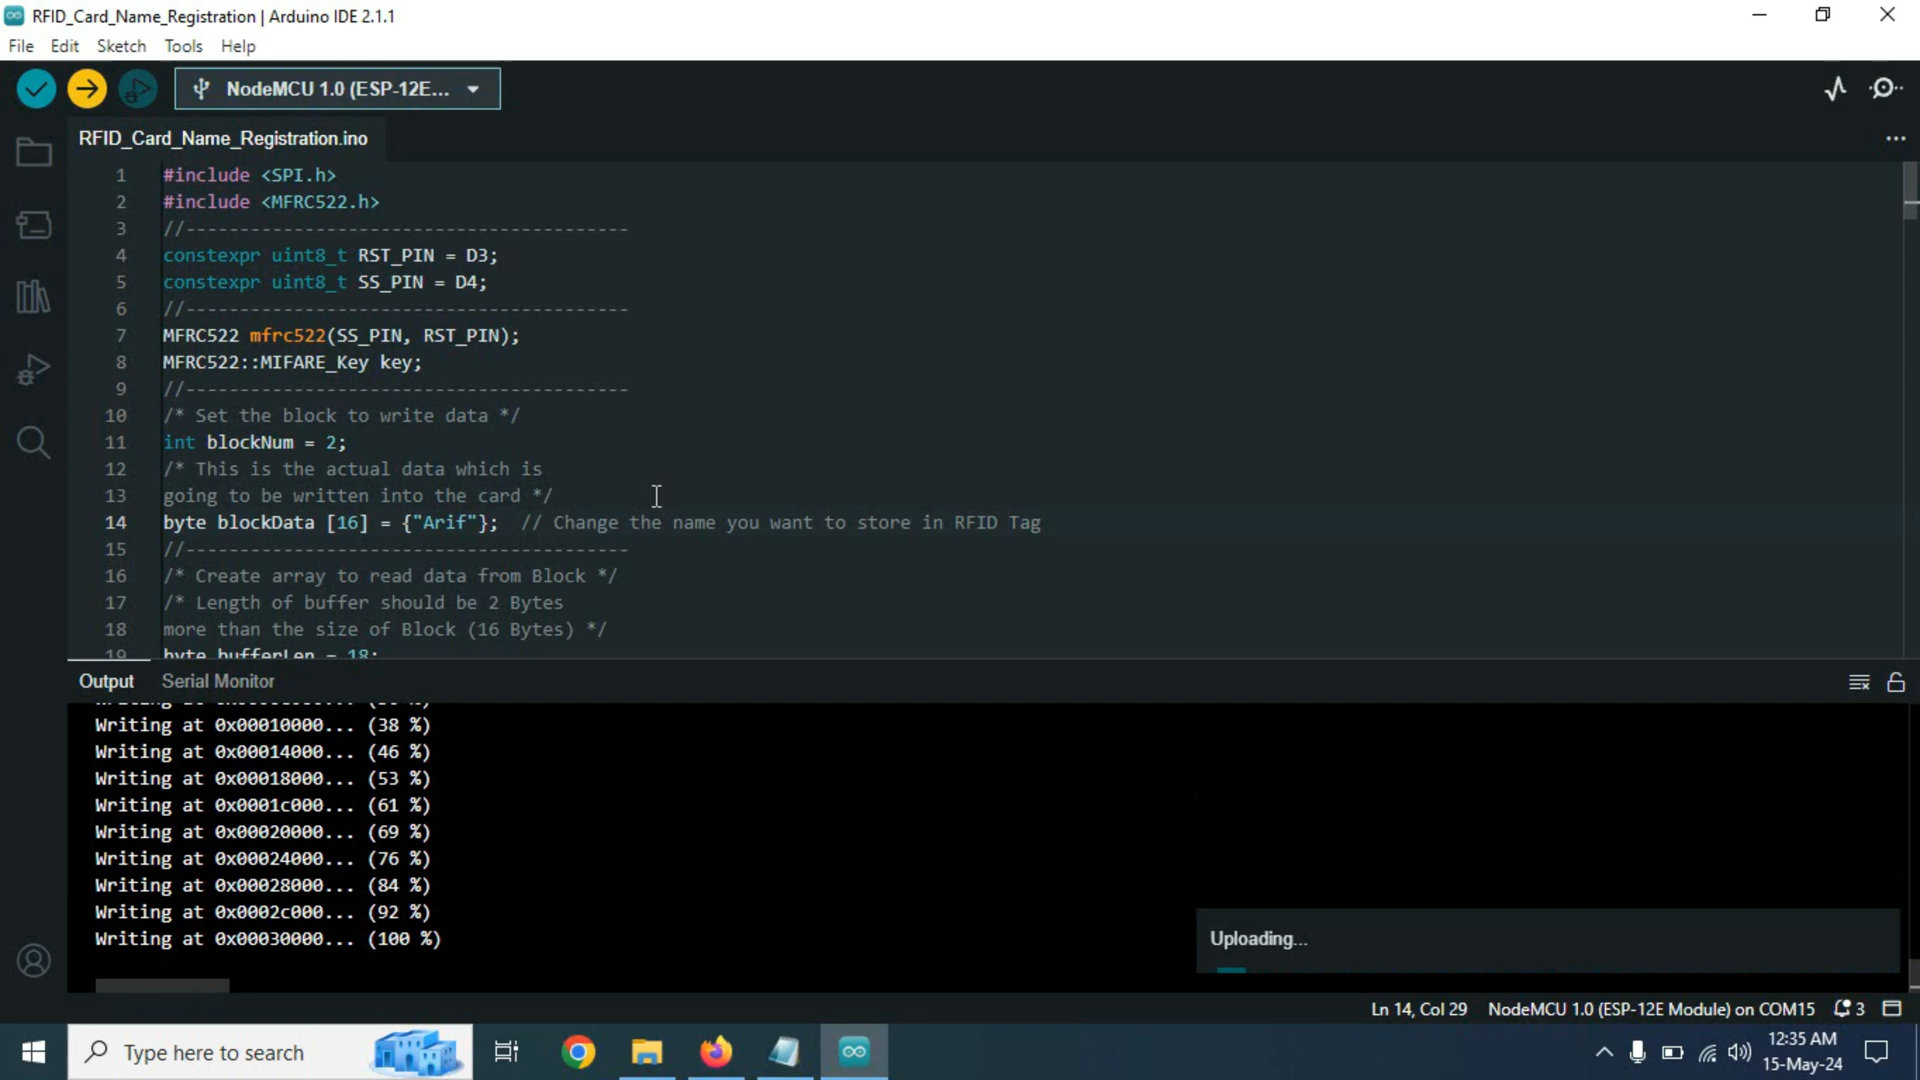 RFID_Card_Name_Registration | Arduino IDE 2.1.1
File Edit Sketch Tools Help
NodeMCU 1.0 (ESP-12E...
RFID_Card_Name_Registration.ino
1 #include <SPI.h>
2 #include <MFRC522.h>
3 //-----------------------------------------
4 constexpr uint8_t RST_PIN = D3;
5 constexpr uint8_t SS_PIN = D4;
6 //-----------------------------------------
7 MFRC522 mfrc522(SS_PIN, RST_PIN);
8 MFRC522::MIFARE_Key key;
9 //-----------------------------------------
10 /* Set the block to write data */
11 int blockNum = 2;
12 /* This is the actual data which is
13 going to be written into the card */
14 byte blockData [16] = {"Arif"};  // Change the name you want to store in RFID Tag
15 //-----------------------------------------
16 /* Create array to read data from Block */
17 /* Length of buffer should be 2 Bytes
18 more than the size of Block (16 Bytes) */
19 byte bufferLen = 18;
Output Serial Monitor
Writing at 0x00010000... (38 %)
Writing at 0x00014000... (46 %)
Writing at 0x00018000... (53 %)
Writing at 0x0001c000... (61 %)
Writing at 0x00020000... (69 %)
Writing at 0x00024000... (76 %)
Writing at 0x00028000... (84 %)
Writing at 0x0002c000... (92 %)
Writing at 0x00030000... (100 %)
Uploading...
Ln 14, Col 29 NodeMCU 1.0 (ESP-12E Module) on COM15 3
Type here to search
12:35 AM
15-May-24